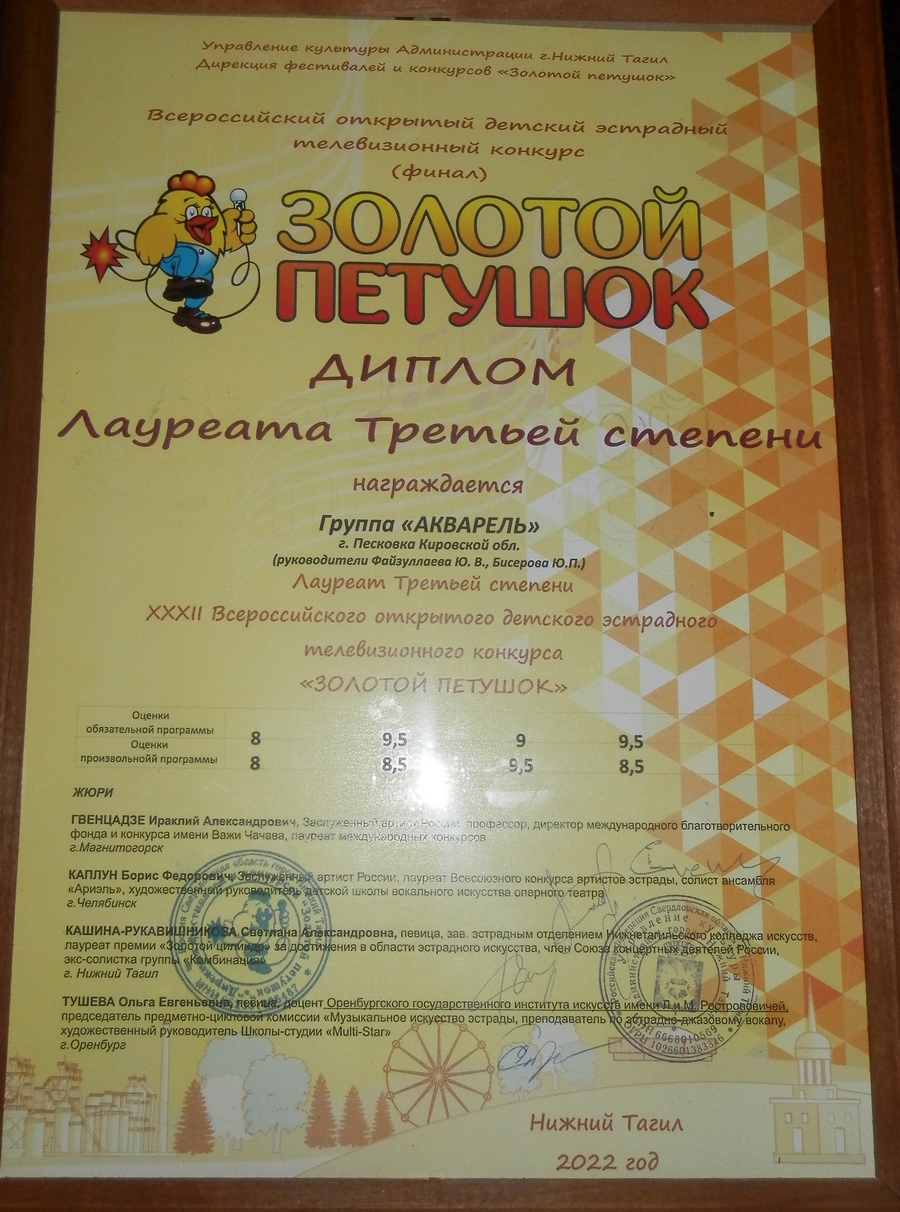 Управление культуры Администрации г.Нижний Тагил
Дирекция фестивалей и конкурсов «Золотой петушок»
Всероссийский открытый детский эстрадный
телевизионный конкурс
(финал)
ЗОЛОТОЙ
ПЕТУШОК
ДИПЛОМ
Лауреата Третьей степени
награждается
Группа «АКВАРЕЛЬ»
г. Песковка Кировской обл.
(руководители Файзуллаева Ю. В., Бисерова Ю.П.)
Лауреат Третьей степени
XXXII Всероссийского открытого детского эстрадного
телевизионного конкурса
«ЗОЛОТОЙ ПЕТУШОК»
Оценки
обязательной программы 8 9,5 9 9,5
Оценки
произвольнойй программы 8 8,5 9,5 8,5
ЖЮРИ
ГВЕНЦАДЗЕ Ираклий Александрович, Заслуженный артист России, профессор, директор международного благотворительного
фонда и конкурса имени Важи Чачава, лауреат международных конкурсов
г.Магнитогорск
КАПЛУН Борис Федорович, Заслуженный артист России, лауреат Всесоюзного конкурса артистов эстрады, солист ансамбля
«Ариэль», художественный руководитель детской школы вокального искусства оперного театра
г.Челябинск
КАШИНА-РУКАВИШНИКОВА Светлана Александровна, певица, зав. эстрадным отделением Нижнетагильского колледжа искусств,
лауреат премии «Золотой цилиндр» за достижения в области эстрадного искусства, член Союза концертных деятелей России,
экс-солистка группы «Комбинация»
г. Нижний Тагил
ТУШЕВА Ольга Евгеньевна, певица, доцент Оренбургского государственного института искусств имени Л.и М. Ростроповичей,
председатель предметно-цикловой комиссии «Музыкальное искусство эстрады, преподаватель по эстрадно-джазовому вокалу,
художественный руководитель Школы-студии «Multi-Star»
г.Оренбург
Нижний Тагил
2022 год